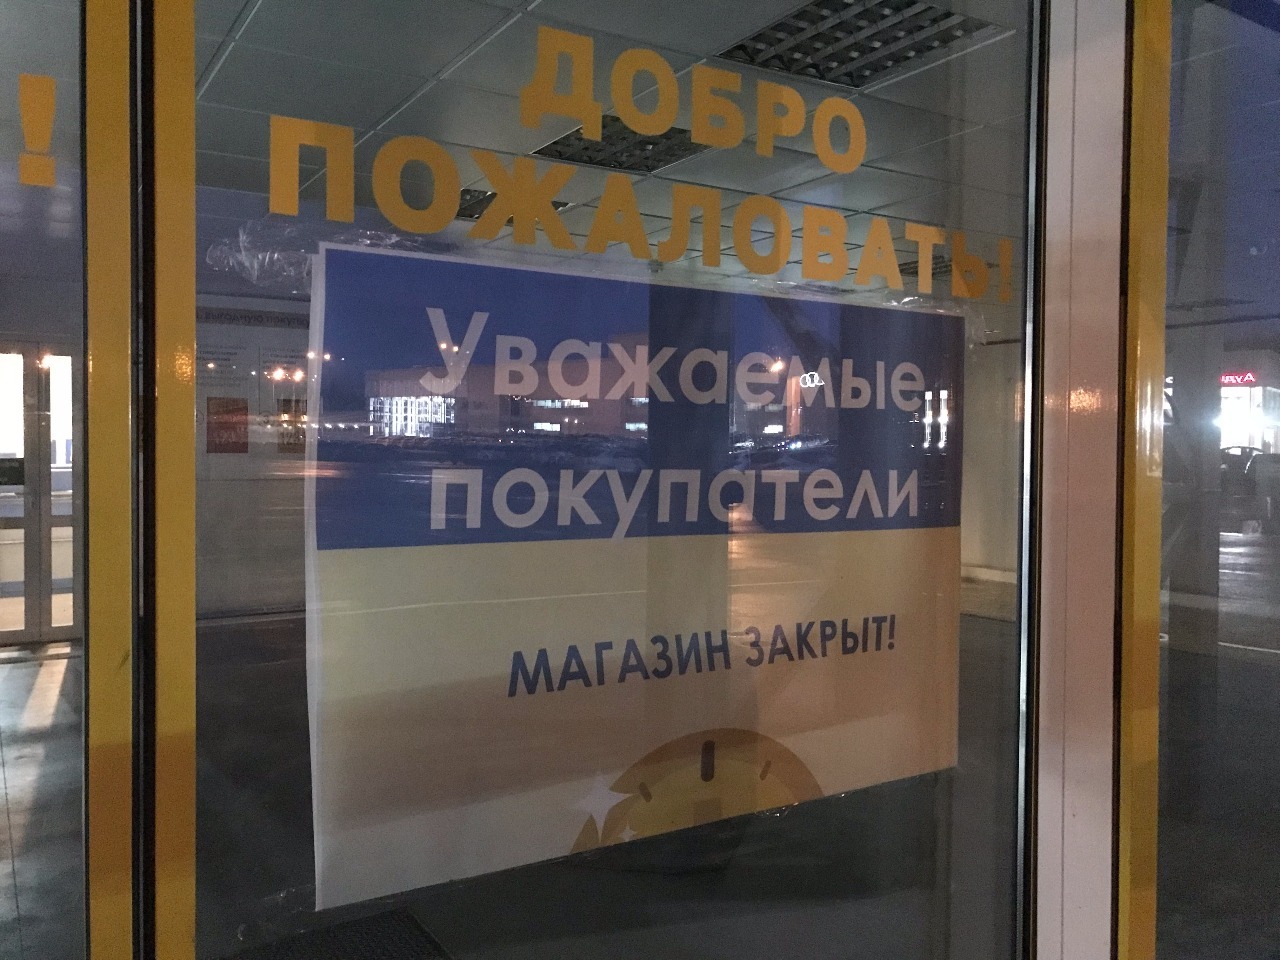 !
ДОБРО
ПОЖАЛОВАТЬ!
Уважаемые
покупатели
МАГАЗИН ЗАКРЫТ!